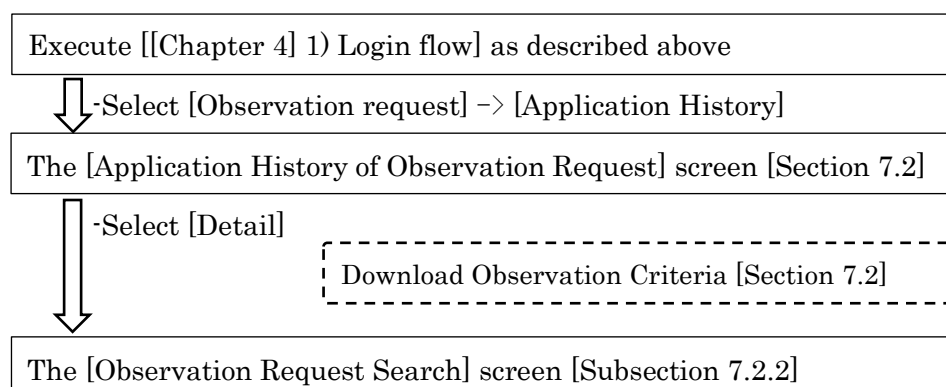 Execute [[Chapter 4] 1) Login flow] as described above
-Select [Observation request] -> [Application History]
The [Application History of Observation Request] screen [Section 7.2]
-Select [Detail]
Download Observation Criteria [Section 7.2]
The [Observation Request Search] screen [Subsection 7.2.2]